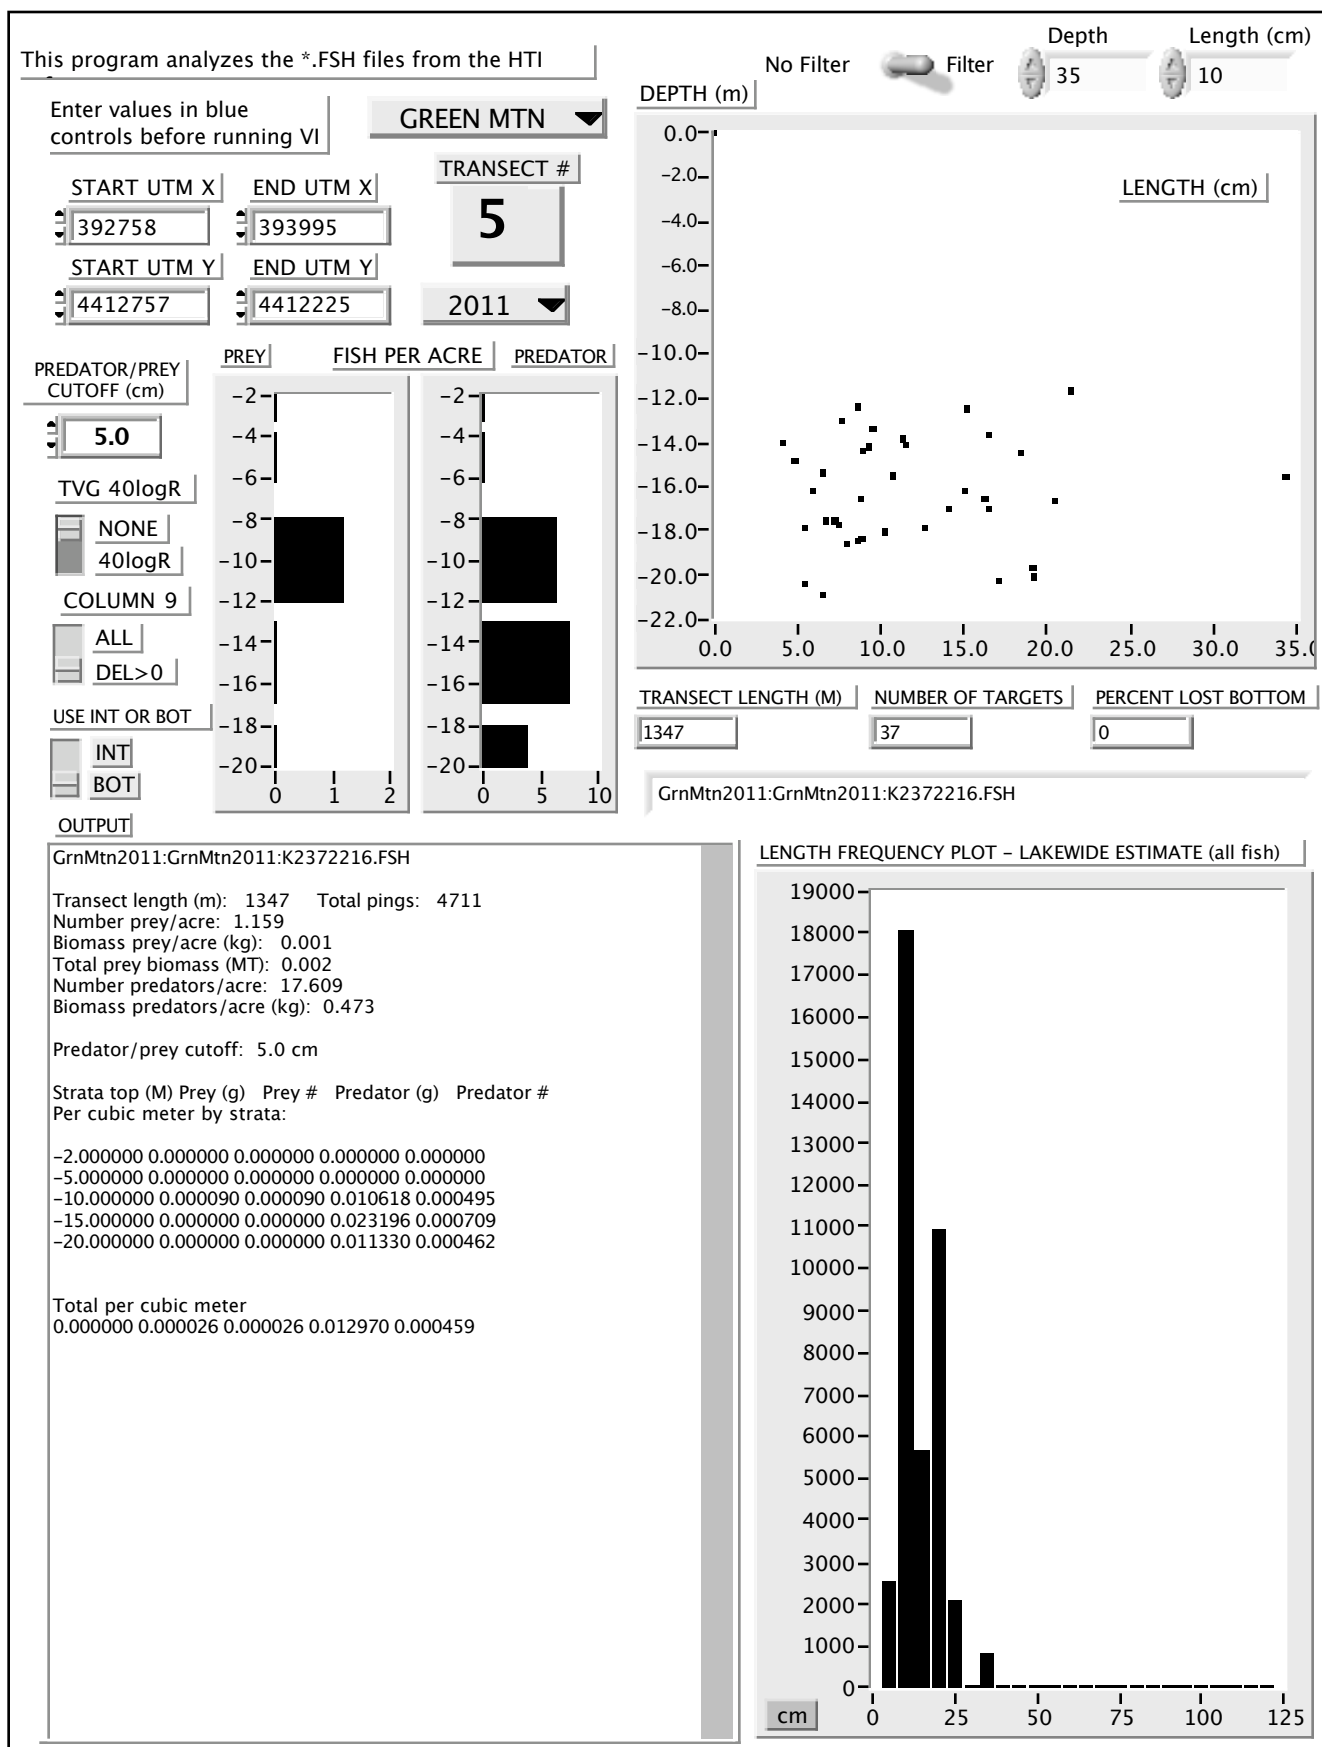 This program analyzes the *.FSH files from the HTI
No Filter
Filter
Depth
35
Length (cm)
10
Enter values in blue
controls before running VI
GREEN MTN
TRANSECT #
5
START UTM X
392758
END UTM X
393995
START UTM Y
4412757
END UTM Y
4412225
2011
DEPTH (m)
LENGTH (cm)
0.0
-2.0
-4.0
-6.0
-8.0
-10.0
-12.0
-14.0
-16.0
-18.0
-20.0
-22.0
0.0 5.0 10.0 15.0 20.0 25.0 30.0 35.0
PREDATOR/PREY
CUTOFF (cm)
5.0
TVG 40logR
NONE
40logR
COLUMN 9
ALL
DEL>0
USE INT OR BOT
INT
BOT
PREY
FISH PER ACRE
PREDATOR
-2
-4
-6
-8
-10
-12
-14
-16
-18
-20
0 1 2
-2
-4
-6
-8
-10
-12
-14
-16
-18
-20
0 5 10
TRANSECT LENGTH (M)
1347
NUMBER OF TARGETS
37
PERCENT LOST BOTTOM
0
GrnMtn2011:GrnMtn2011:K2372216.FSH
OUTPUT
GrnMtn2011:GrnMtn2011:K2372216.FSH
Transect length (m): 1347 Total pings: 4711
Number prey/acre: 1.159
Biomass prey/acre (kg): 0.001
Total prey biomass (MT): 0.002
Number predators/acre: 17.609
Biomass predators/acre (kg): 0.473
Predator/prey cutoff: 5.0 cm
Strata top (M) Prey (g) Prey # Predator (g) Predator #
Per cubic meter by strata:
-2.000000 0.000000 0.000000 0.000000 0.000000
-5.000000 0.000000 0.000000 0.000000 0.000000
-10.000000 0.000090 0.000090 0.010618 0.000495
-15.000000 0.000000 0.000000 0.023196 0.000709
-20.000000 0.000000 0.000000 0.011330 0.000462
Total per cubic meter
0.000000 0.000026 0.000026 0.012970 0.000459
LENGTH FREQUENCY PLOT - LAKEWIDE ESTIMATE (all fish)
19000
18000
17000
16000
15000
14000
13000
12000
11000
10000
9000
8000
7000
6000
5000
4000
3000
2000
1000
0
cm
0 25 50 75 100 125